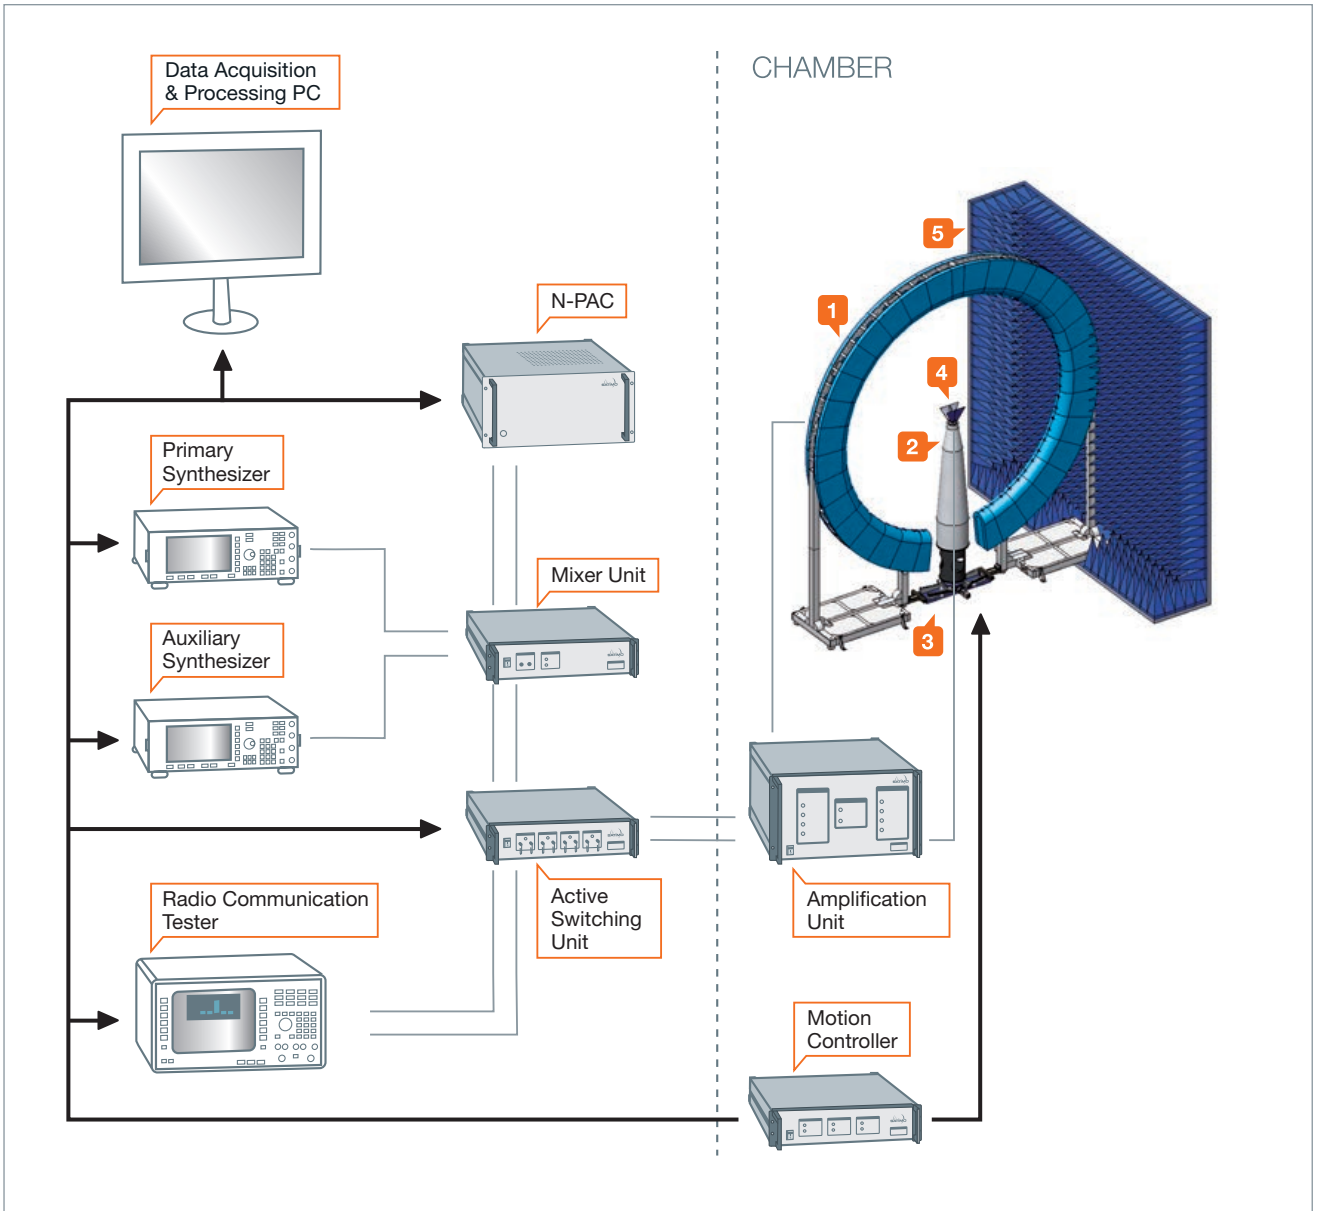 Data Acquisition
& Processing PC
CHAMBER
5
N-PAC
1
4
2
Primary
Synthesizer
Mixer Unit
3
Auxiliary
Synthesizer
Radio Communication
Tester
Active
Switching
Unit
Amplification
Unit
Motion
Controller